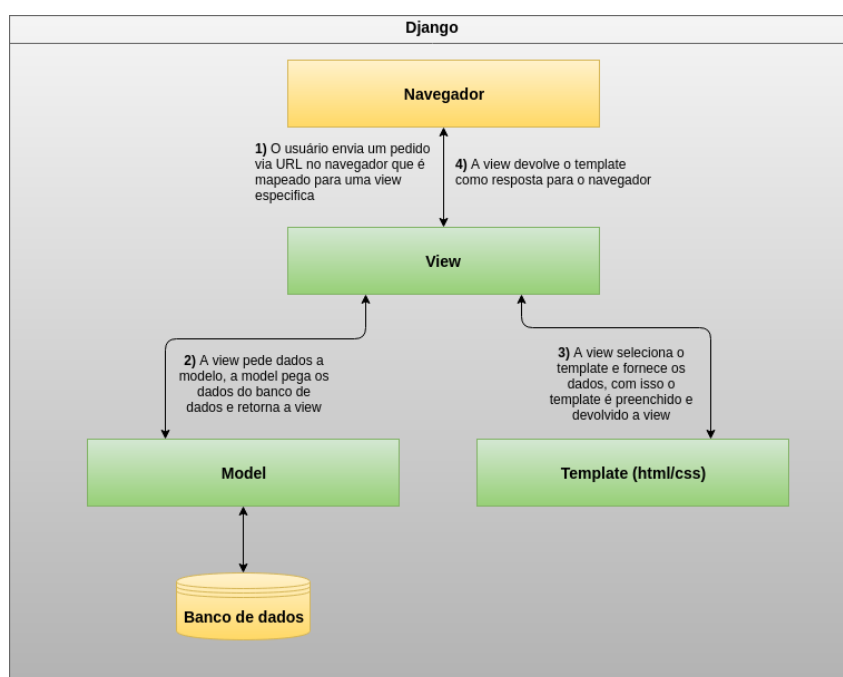 Django
Navegador
1) O usuário envia um pedido
via URL no navegador que é
mapeado para uma view
especifica
4) A view devolve o template
como resposta para o navegador
View
2) A view pede dados a
modelo, a model pega os
dados do banco de
dados e retorna a view
3) A view seleciona o
template e fornece os
dados, com isso o
template é preenchido e
devolvido a view
Model
Template (html/css)
Banco de dados